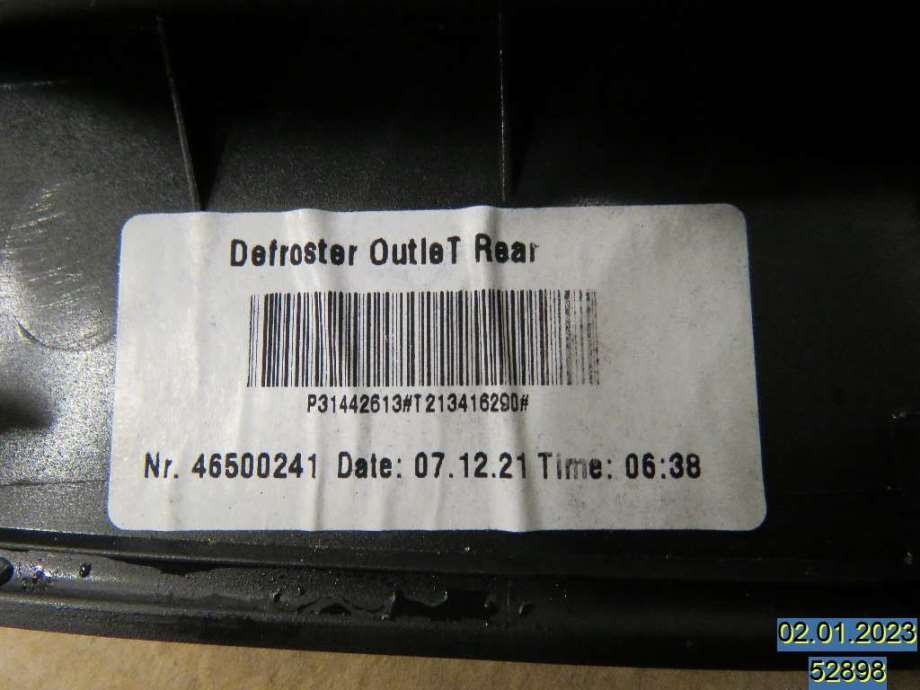 Defroster OutleT Rear
P31442613#T213416290#
Nr. 46500241 Date: 07.12.21 Time: 06:38
02.01.2023
52898